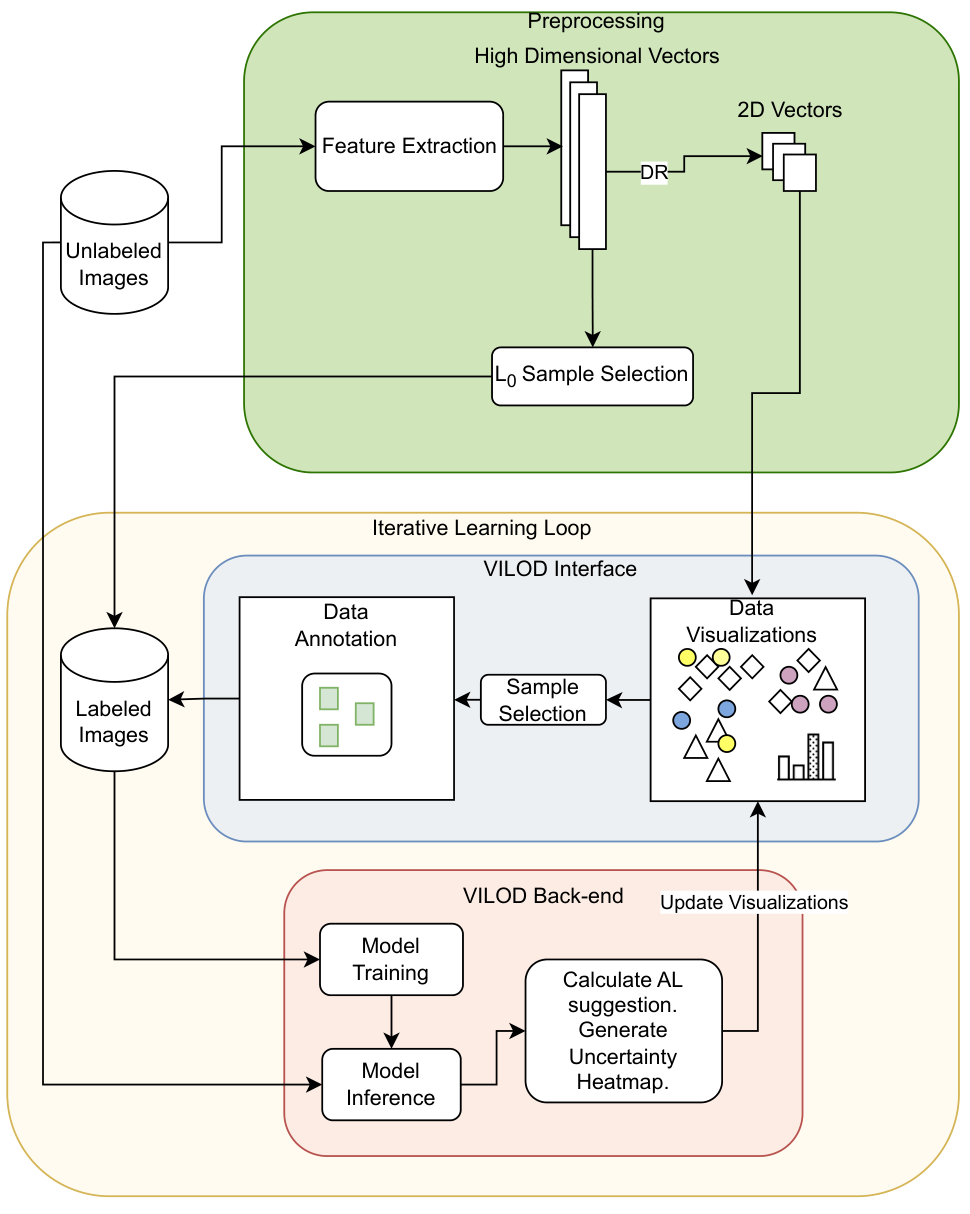 Preprocessing
High Dimensional Vectors
2D Vectors
Feature Extraction
DR
Unlabeled
Images
L0 Sample Selection
Iterative Learning Loop
VILOD Interface
Data
Annotation
Data
Visualizations
Sample
Selection
Labeled
Images
VILOD Back-end
Update Visualizations
Model
Training
Calculate AL
suggestion.
Generate
Uncertainty
Heatmap.
Model
Inference